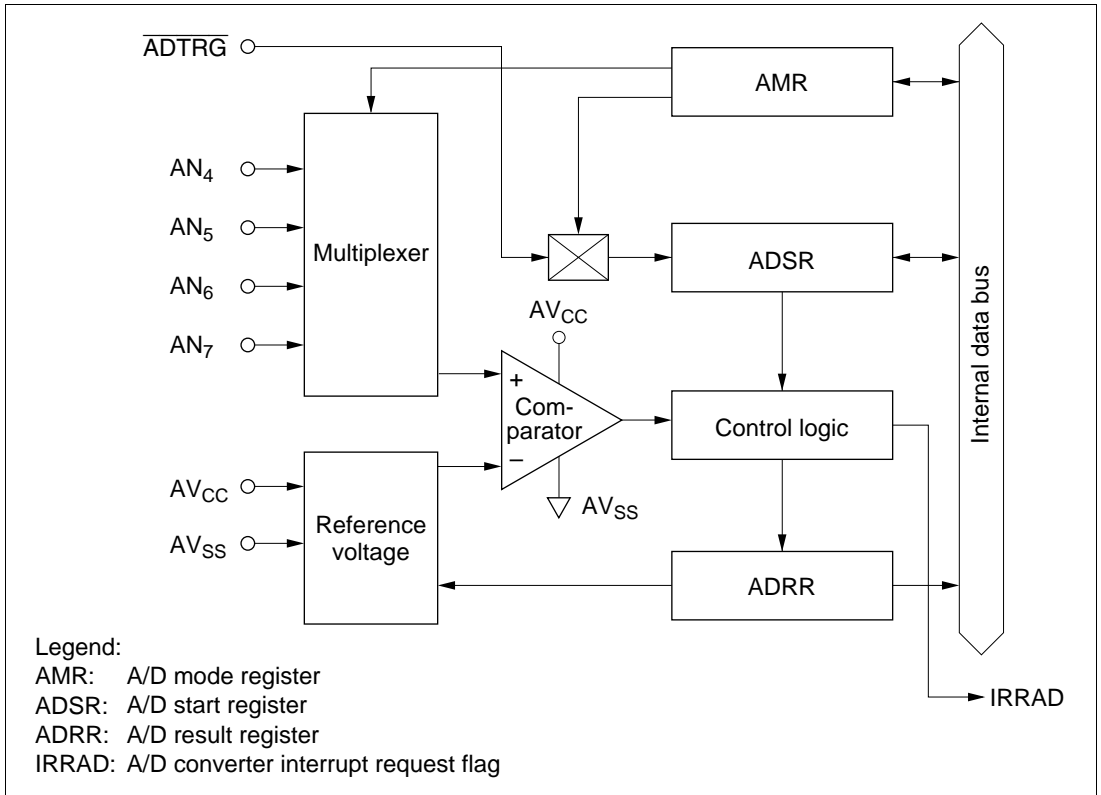 ADTRG
AMR
AN4
AN5
AN6
AN7
Multiplexer
ADSR
AVCC
+
Com-
parator
−
AVSS
Control logic
AVCC
AVSS
Reference
voltage
ADRR
Internal data bus
IRRAD
Legend:
AMR: A/D mode register
ADSR: A/D start register
ADRR: A/D result register
IRRAD: A/D converter interrupt request flag